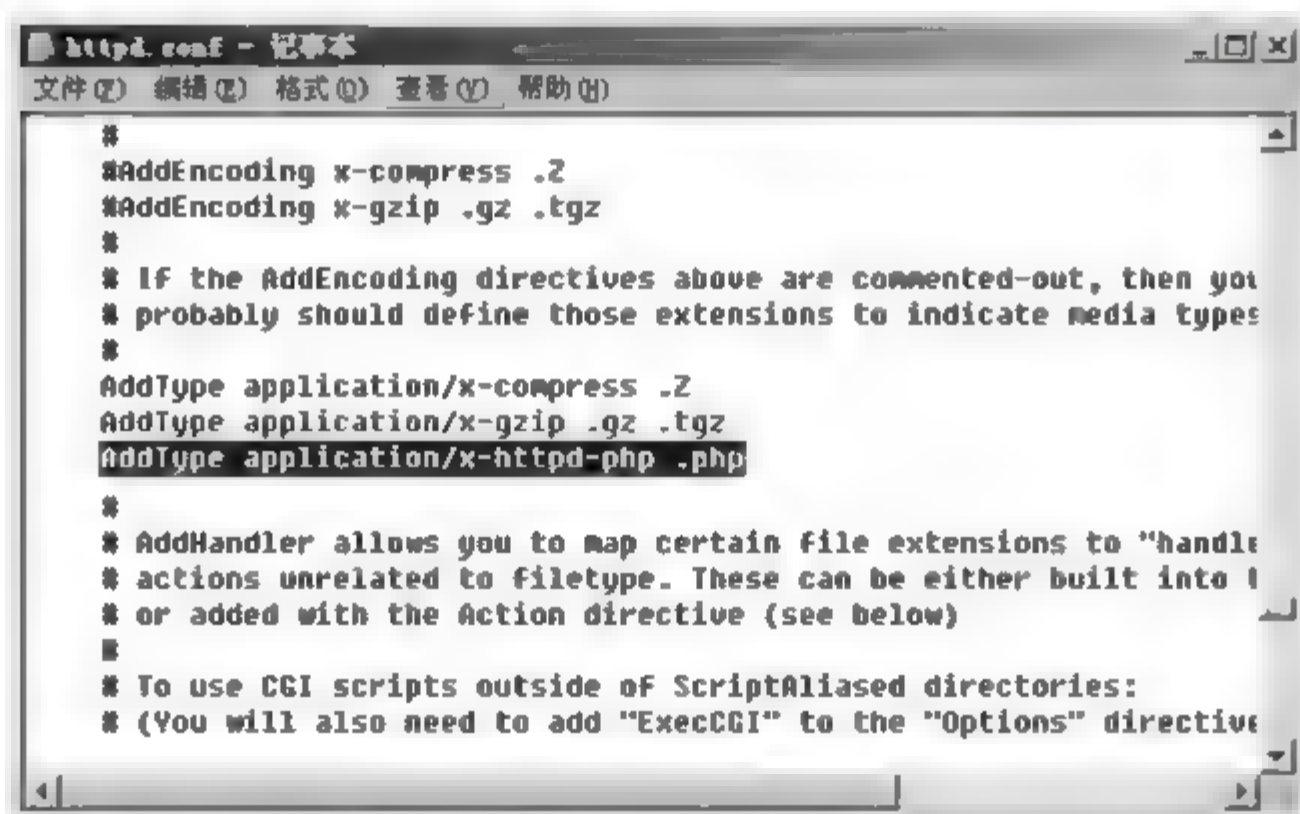 httpd.conf - 记事本
文件(F) 编辑(E) 格式(O) 查看(V) 帮助(H)
#
#AddEncoding x-compress .Z
#AddEncoding x-gzip .gz .tgz
#
# If the AddEncoding directives above are commented-out, then you
# probably should define those extensions to indicate media types
#
AddType application/x-compress .Z
AddType application/x-gzip .gz .tgz
AddType application/x-httpd-php .php
#
# AddHandler allows you to map certain file extensions to "handle
# actions unrelated to filetype. These can be either built into t
# or added with the Action directive (see below)
#
# To use CGI scripts outside of ScriptAliased directories:
# (You will also need to add "ExecCGI" to the "Options" directive